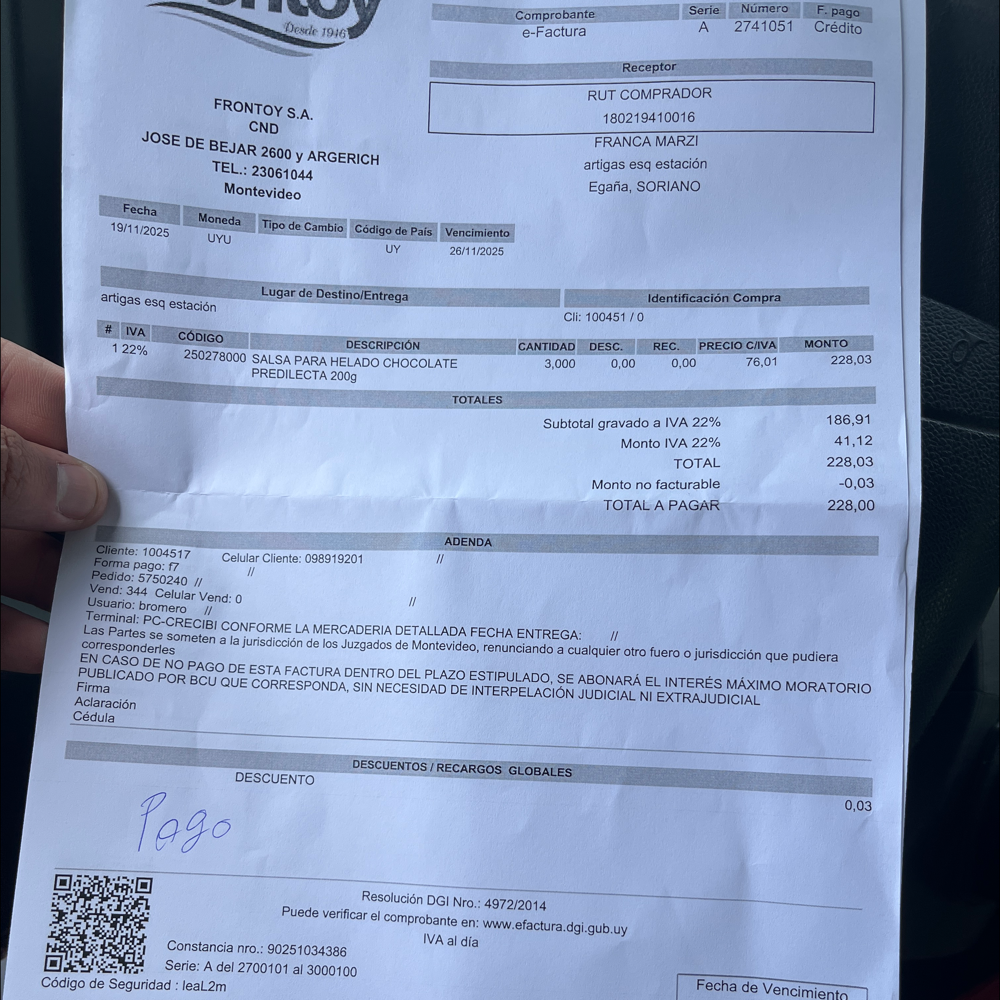 Desde 1946
Comprobante Serie Número F. pago
e-Factura A 2741051 Crédito
Receptor
RUT COMPRADOR
180219410016
FRANCA MARZI
artigas esq estación
Egaña, SORIANO
FRONTOY S.A.
CND
JOSE DE BEJAR 2600 y ARGERICH
TEL.: 23061044
Montevideo
Fecha Moneda Tipo de Cambio Código de País Vencimiento
19/11/2025 UYU UY 26/11/2025
Lugar de Destino/Entrega Identificación Compra
artigas esq estación Cli: 100451 / 0
# IVA CÓDIGO DESCRIPCIÓN CANTIDAD DESC. REC. PRECIO C/IVA MONTO
1 22% 250278000 SALSA PARA HELADO CHOCOLATE 3,000 0,00 0,00 76,01 228,03
PREDILECTA 200g
TOTALES
Subtotal gravado a IVA 22% 186,91
Monto IVA 22% 41,12
TOTAL 228,03
Monto no facturable -0,03
TOTAL A PAGAR 228,00
ADENDA
Cliente: 1004517 Celular Cliente: 098919201 //
Forma pago: f7 //
Pedido: 5750240 //
Vend: 344 Celular Vend: 0 //
Usuario: bromero //
Terminal: PC-CRECIBI CONFORME LA MERCADERIA DETALLADA FECHA ENTREGA: //
Las Partes se someten a la jurisdicción de los Juzgados de Montevideo, renunciando a cualquier otro fuero o jurisdicción que pudiera
corresponderles
EN CASO DE NO PAGO DE ESTA FACTURA DENTRO DEL PLAZO ESTIPULADO, SE ABONARÁ EL INTERÉS MÁXIMO MORATORIO
PUBLICADO POR BCU QUE CORRESPONDA, SIN NECESIDAD DE INTERPELACIÓN JUDICIAL NI EXTRAJUDICIAL
Firma
Aclaración
Cédula
DESCUENTOS / RECARGOS GLOBALES
DESCUENTO 0,03
Pago
Resolución DGI Nro.: 4972/2014
Puede verificar el comprobante en: www.efactura.dgi.gub.uy
IVA al día
Constancia nro.: 90251034386
Serie: A del 2700101 al 3000100
Código de Seguridad : leaL2m
Fecha de Vencimiento